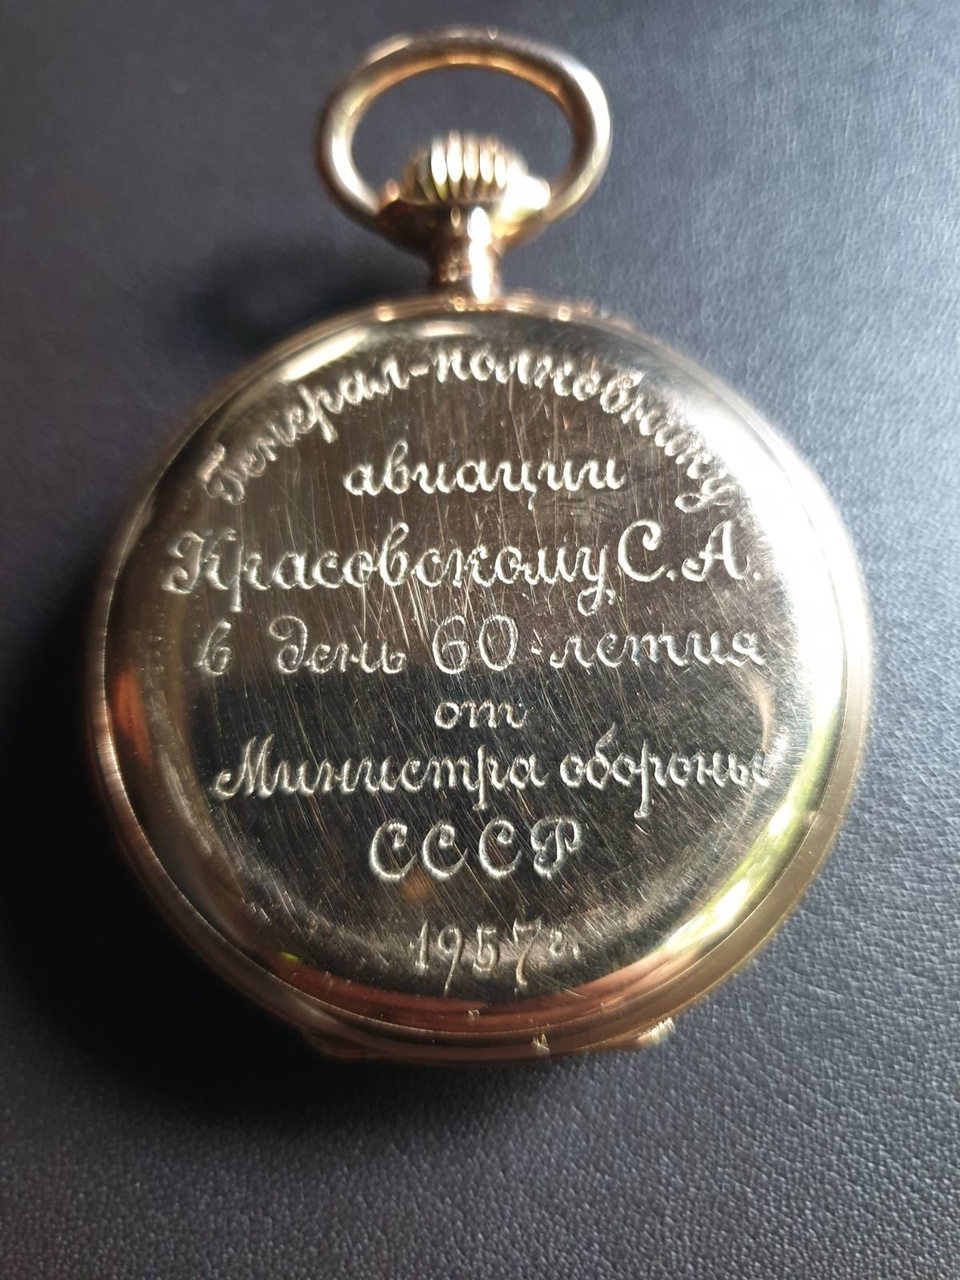 Генерал-полковнику
авиации
Красовскому С.А.
в день 60-летия
от
Министра обороны
СССР
1957г.